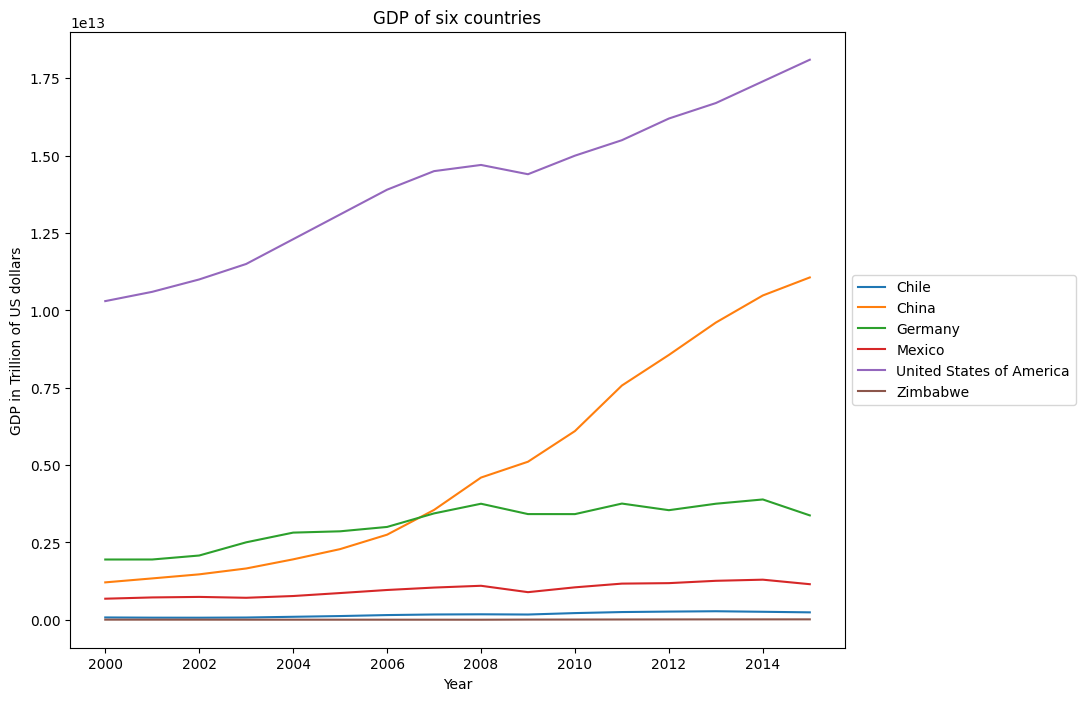 GDP of six countries
1e13
1.75
1.50
1.25
1.00
0.75
0.50
0.25
0.00
GDP in Trillion of US dollars
2000 2002 2004 2006 2008 2010 2012 2014
Year
Chile
China
Germany
Mexico
United States of America
Zimbabwe